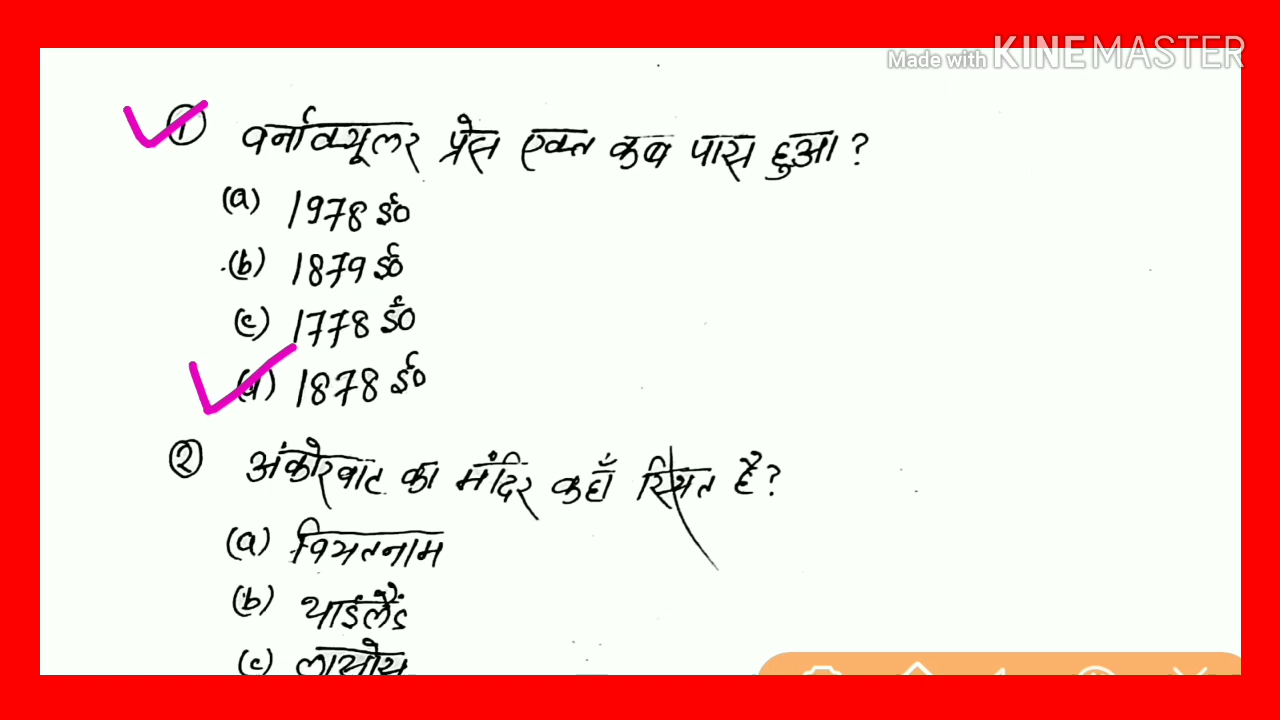 Made with KINEMASTER
① वर्नाक्यूलर प्रेस एक्ट कब पास हुआ?
(a) 1978 ई०
(b) 1879 ई०
(c) 1778 ई०
(d) 1878 ई०
② अंकोरवाट का मंदिर कहाँ स्थित है?
(a) वियतनाम
(b) थाईलैंड
(c) लाओस